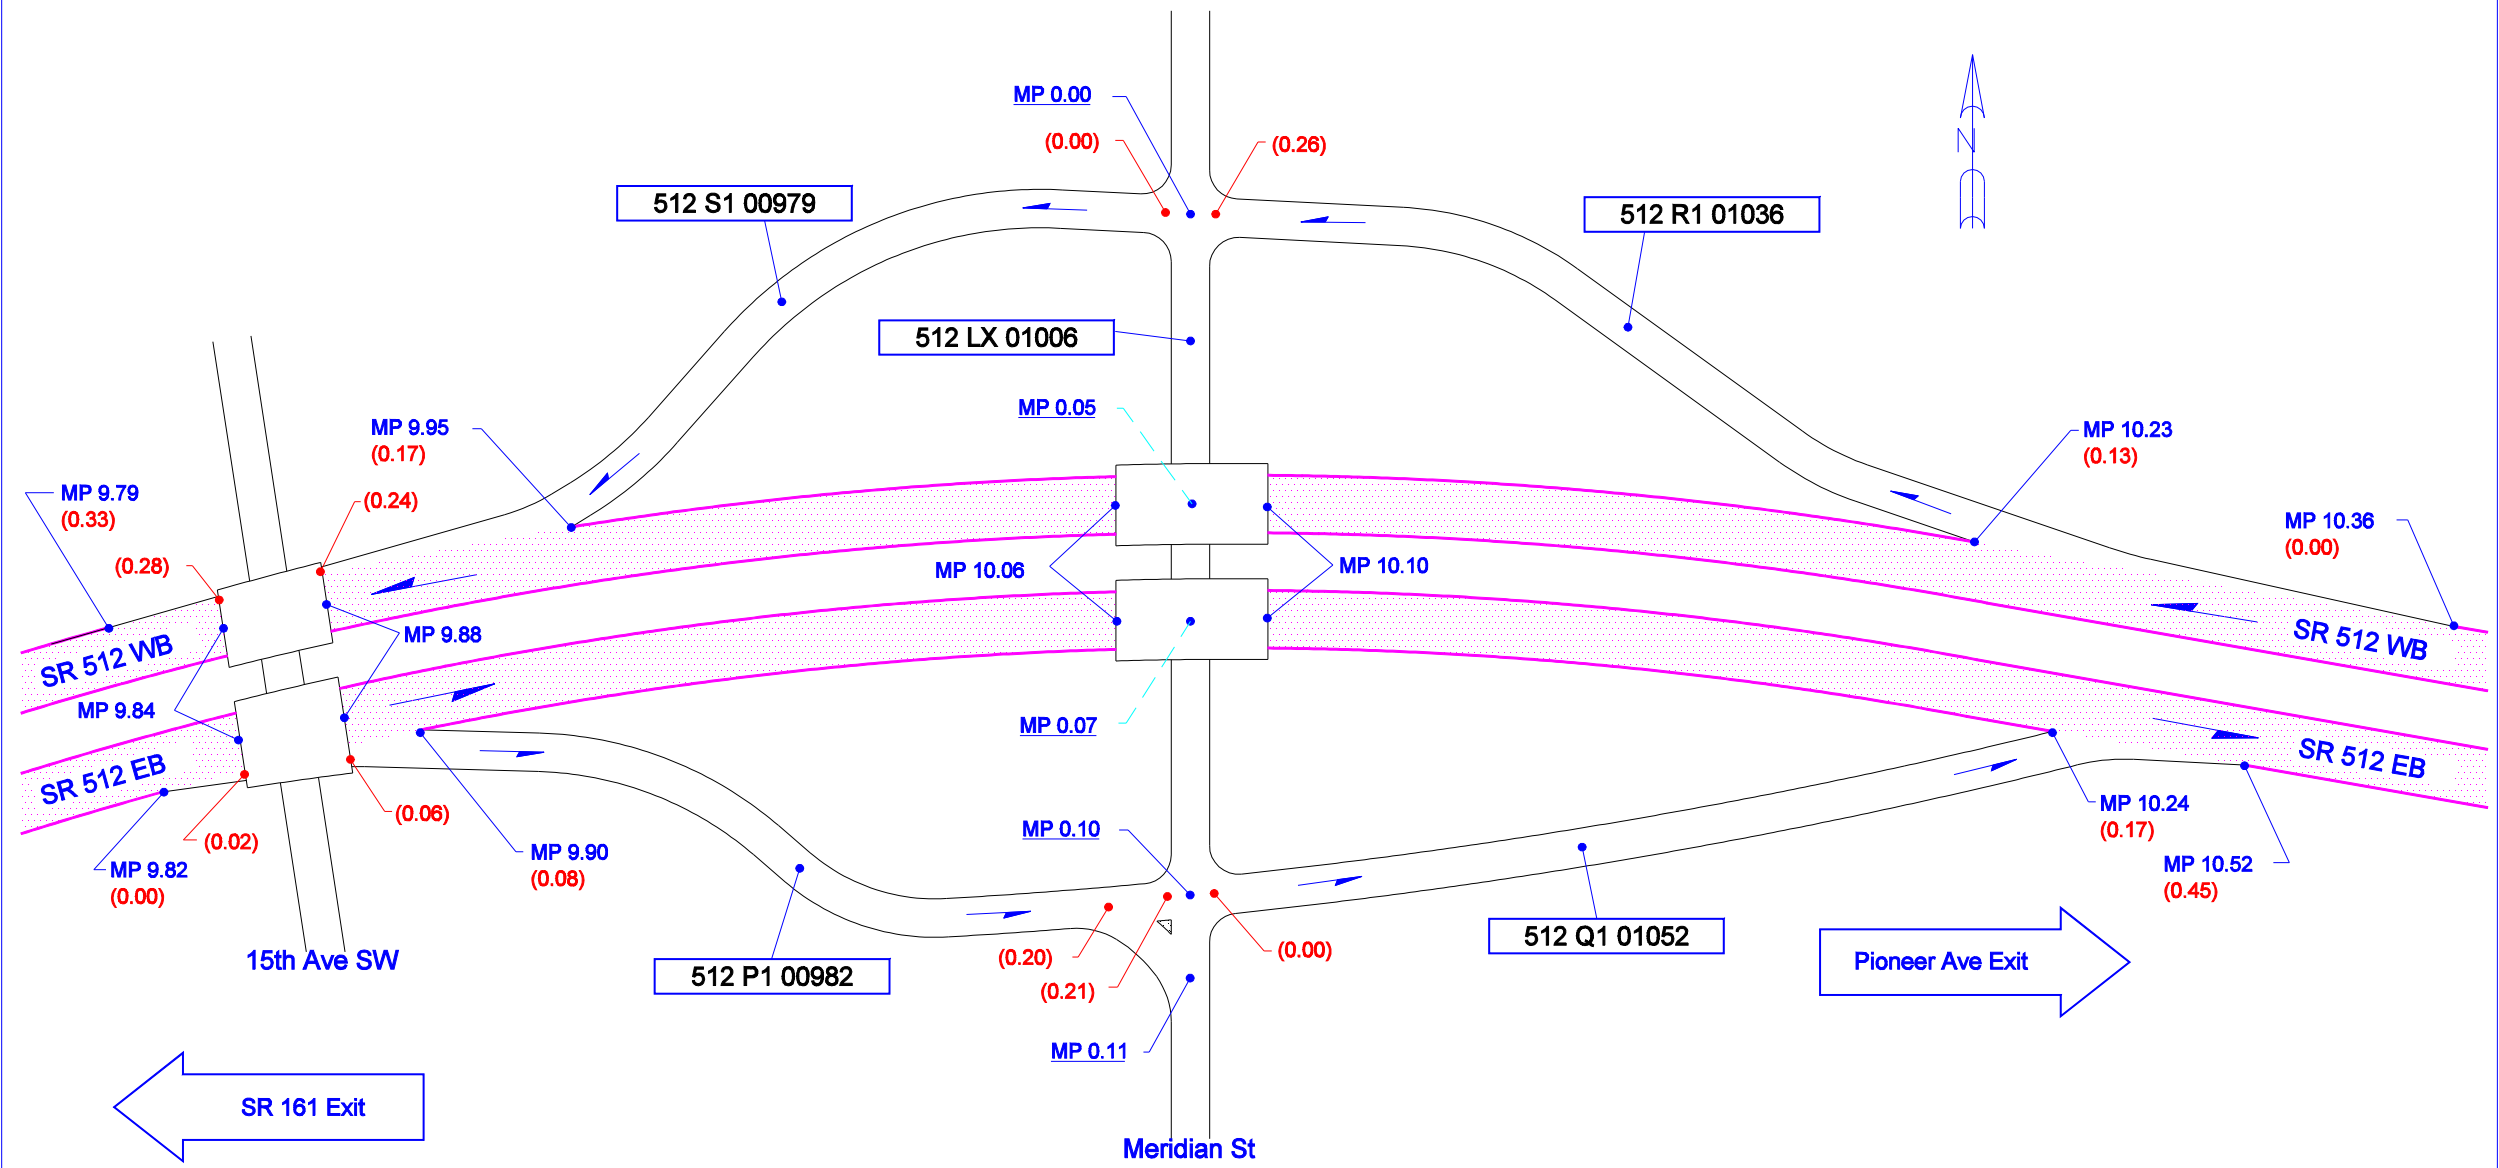 MP 0.00
(0.00)
(0.26)
N
512 S1 00979
512 R1 01036
512 LX 01006
MP 0.05
MP 9.95
(0.17)
MP 10.23
(0.13)
MP 9.79
(0.33)
(0.24)
MP 10.36
(0.00)
(0.28)
MP 10.06
MP 10.10
MP 9.88
SR 512 WB
SR 512 WB
MP 9.84
MP 0.07
SR 512 EB
SR 512 EB
(0.06)
(0.02)
MP 9.82
(0.00)
MP 9.90
(0.08)
MP 0.10
MP 10.24
(0.17)
MP 10.52
(0.45)
512 Q1 01052
15th Ave SW
512 P1 00982
(0.20)
(0.21)
(0.00)
Pioneer Ave Exit
MP 0.11
SR 161 Exit
Meridian St